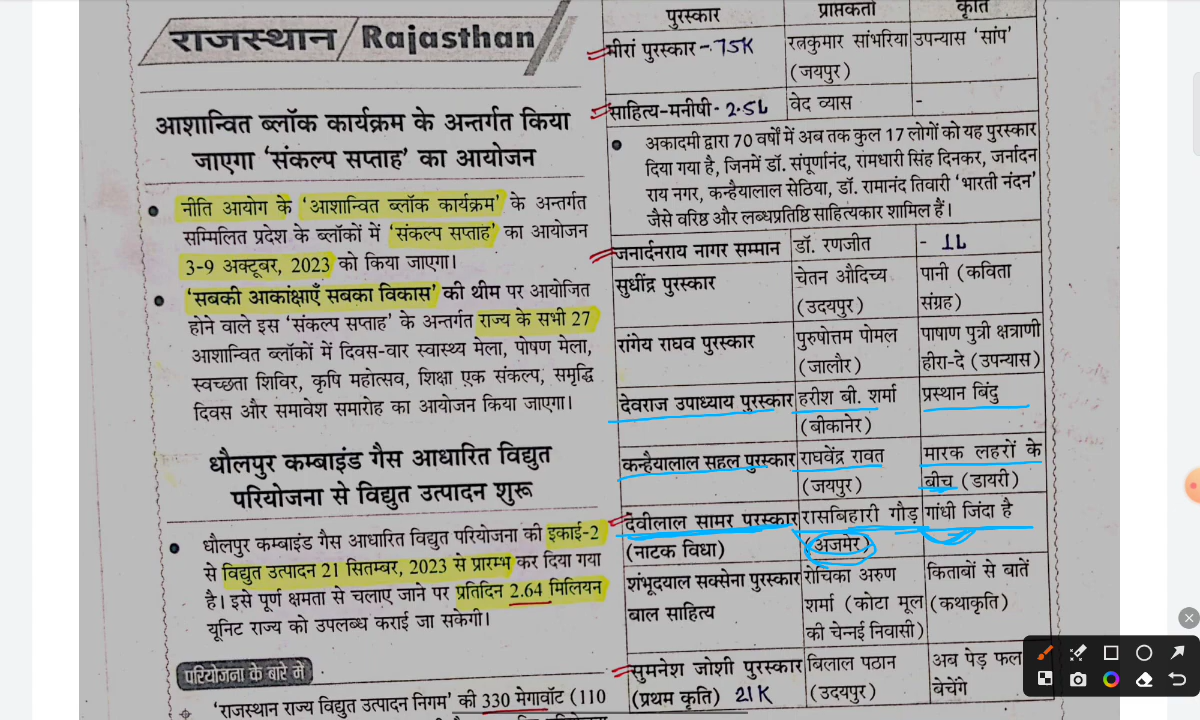 राजस्थान / Rajasthan
आशान्वित ब्लॉक कार्यक्रम के अन्तर्गत किया
जाएगा ‘संकल्प सप्ताह’ का आयोजन
नीति आयोग के ‘आशान्वित ब्लॉक कार्यक्रम’ के अन्तर्गत
सम्मिलित प्रदेश के ब्लॉकों में ‘संकल्प सप्ताह’ का आयोजन
3-9 अक्टूबर, 2023 को किया जाएगा।
‘सबकी आकांक्षाएँ सबका विकास’ की थीम पर आयोजित
होने वाले इस ‘संकल्प सप्ताह’ के अन्तर्गत राज्य के सभी 27
आशान्वित ब्लॉकों में दिवस-वार स्वास्थ्य मेला, पोषण मेला,
स्वच्छता शिविर, कृषि महोत्सव, शिक्षा एक संकल्प, समृद्धि
दिवस और समावेश समारोह का आयोजन किया जाएगा।
धौलपुर कम्बाइंड गैस आधारित विद्युत
परियोजना से विद्युत उत्पादन शुरू
धौलपुर कम्बाइंड गैस आधारित विद्युत परियोजना की इकाई-2
से विद्युत उत्पादन 21 सितम्बर, 2023 से प्रारम्भ कर दिया गया
है। इसे पूर्ण क्षमता से चलाए जाने पर प्रतिदिन 2.64 मिलियन
यूनिट राज्य को उपलब्ध कराई जा सकेगी।
परियोजना के बारे में
‘राजस्थान राज्य विद्युत उत्पादन निगम’ की 330 मेगावॉट (110
पुरस्कार प्राप्तकर्ता कृति
मीरां पुरस्कार - 75K रत्नकुमार सांभरिया उपन्यास ‘सांप’
(जयपुर)
साहित्य-मनीषी - 2.5L वेद व्यास -
अकादमी द्वारा 70 वर्षों में अब तक कुल 17 लोगों को यह पुरस्कार
दिया गया है, जिनमें डॉ. संपूर्णानंद, रामधारी सिंह दिनकर, जर्नादन
राय नगर, कन्हैयालाल सेठिया, डॉ. रामानंद तिवारी ‘भारती नंदन’
जैसे वरिष्ठ और लब्धप्रतिष्ठि साहित्यकार शामिल हैं।
जनार्दनराय नागर सम्मान डॉ. रणजीत - 1L
सुधींद्र पुरस्कार चेतन औदिच्य पानी (कविता
(उदयपुर) संग्रह)
रांगेय राघव पुरस्कार पुरुषोत्तम पोमल पाषाण पुत्री क्षत्राणी
(जालौर) हीरा-दे (उपन्यास)
देवराज उपाध्याय पुरस्कार हरीश बी. शर्मा प्रस्थान बिंदु
(बीकानेर)
कन्हैयालाल सहल पुरस्कार राघवेंद्र रावत मारक लहरों के
(जयपुर) बीच (डायरी)
देवीलाल सामर पुरस्कार रासबिहारी गौड़ गांधी जिंदा है
(नाटक विधा) (अजमेर)
शंभूदयाल सक्सेना पुरस्कार रोचिका अरुण किताबों से बातें
बाल साहित्य शर्मा (कोटा मूल (कथाकृति)
की चेन्नई निवासी)
सुमनेश जोशी पुरस्कार बिलाल पठान अब पेड़ फल
(प्रथम कृति) 21K (उदयपुर) बेचेंगे